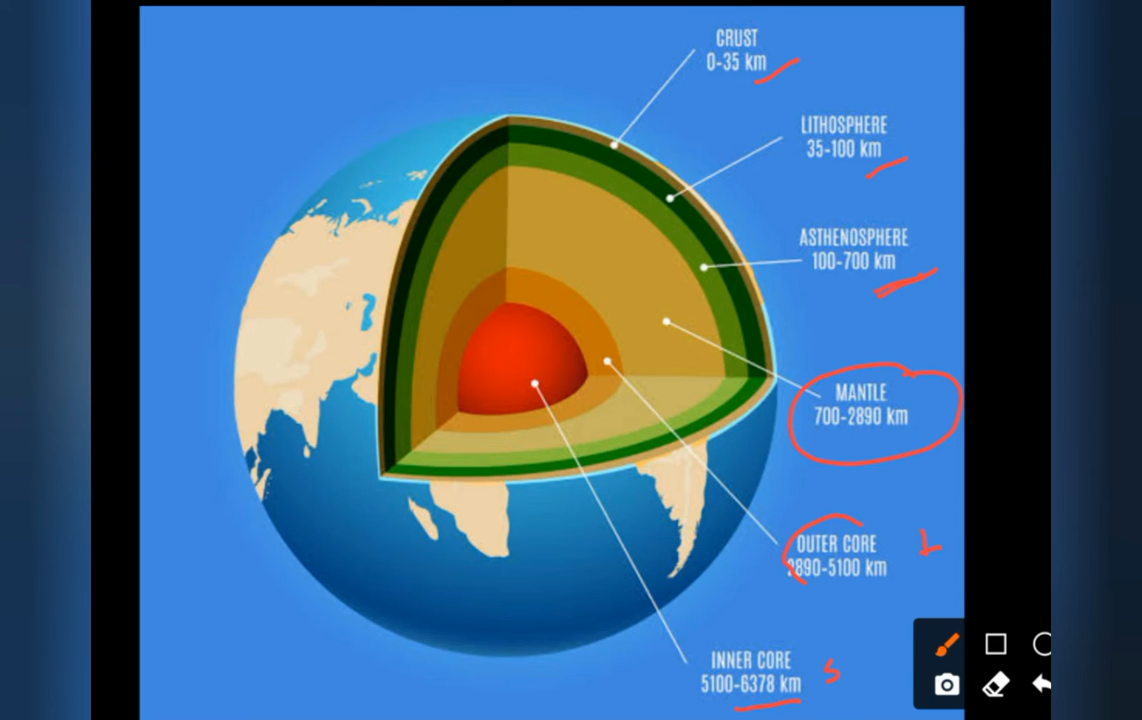 CRUST
0-35 km
LITHOSPHERE
35-100 km
ASTHENOSPHERE
100-700 km
MANTLE
700-2890 km
OUTER CORE
2890-5100 km
L
INNER CORE
5100-6378 km
S